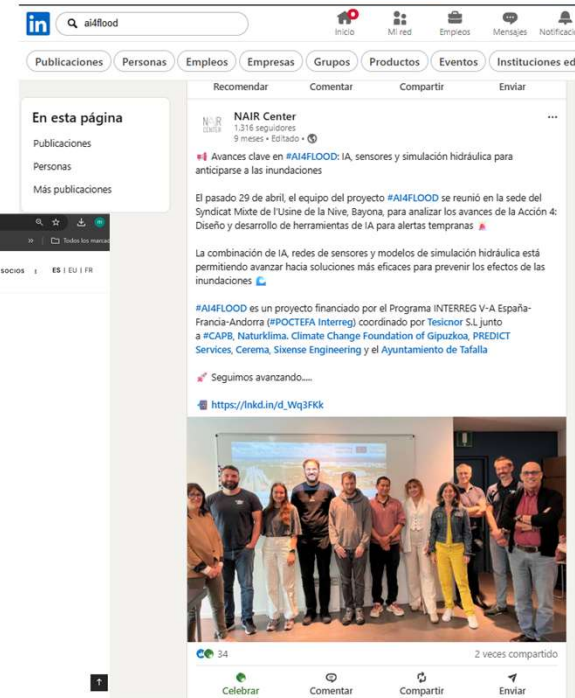 in
ai4flood
Inicio
Mi red
Empleos
Mensajes
Notificaci
Publicaciones
Personas
Empleos
Empresas
Grupos
Productos
Eventos
Instituciones ed
Recomendar
Comentar
Compartir
Enviar
En esta página
Publicaciones
Personas
Más publicaciones
Todos los marcad
SOCIOS
ES | EU | FR
NAIR
CENTER
NAIR Center
1.316 seguidores
9 meses • Editado •
Avances clave en #AI4FLOOD: IA, sensores y simulación hidráulica para
anticiparse a las inundaciones
El pasado 29 de abril, el equipo del proyecto #AI4FLOOD se reunió en la sede del
Syndicat Mixte de l'Usine de la Nive, Bayona, para analizar los avances de la Acción 4:
Diseño y desarrollo de herramientas de IA para alertas tempranas
La combinación de IA, redes de sensores y modelos de simulación hidráulica está
permitiendo avanzar hacia soluciones más eficaces para prevenir los efectos de las
inundaciones
#AI4FLOOD es un proyecto financiado por el Programa INTERREG V-A España-
Francia-Andorra (#POCTEFA Interreg) coordinado por Tesicnor S.L junto
a #CAPB, Naturklima. Climate Change Foundation of Gipuzkoa, PREDICT
Services, Cerema, Sixense Engineering y el Ayuntamiento de Tafalla
Seguimos avanzando.....
https://lnkd.in/d_Wq3FKk
34
2 veces compartido
Celebrar
Comentar
Compartir
Enviar